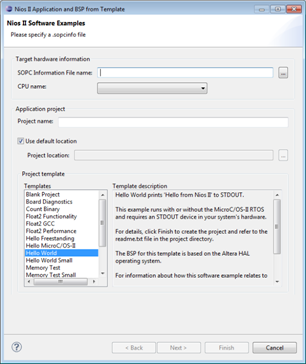 Nios II Application and BSP from Template
Nios II Software Examples
Please specify a .sopcinfo file
Target hardware information
SOPC Information File name:
...
CPU name:
Application project
Project name:
Use default location
Project location:
...
Project template
Templates
Blank Project
Board Diagnostics
Count Binary
Float2 Functionality
Float2 GCC
Float2 Performance
Hello Freestanding
Hello MicroC/OS-II
Hello World
Hello World Small
Memory Test
Memory Test Small
Template description
Hello World prints 'Hello from Nios II' to STDOUT.
This example runs with or without the MicroC/OS-II RTOS
and requires an STDOUT device in your system's hardware.
For details, click Finish to create the project and refer to the
readme.txt file in the project directory.
The BSP for this template is based on the Altera HAL
operating system.
For information about how this software example relates to
?
< Back
Next >
Finish
Cancel